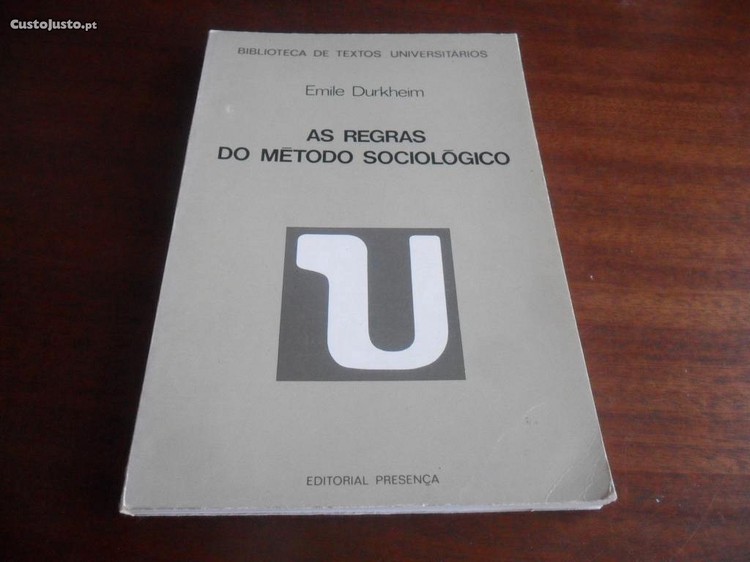 CustoJusto.pt
BIBLIOTECA DE TEXTOS UNIVERSITÁRIOS
Emile Durkheim
AS REGRAS
DO MÉTODO SOCIOLÓGICO
U
EDITORIAL PRESENÇA